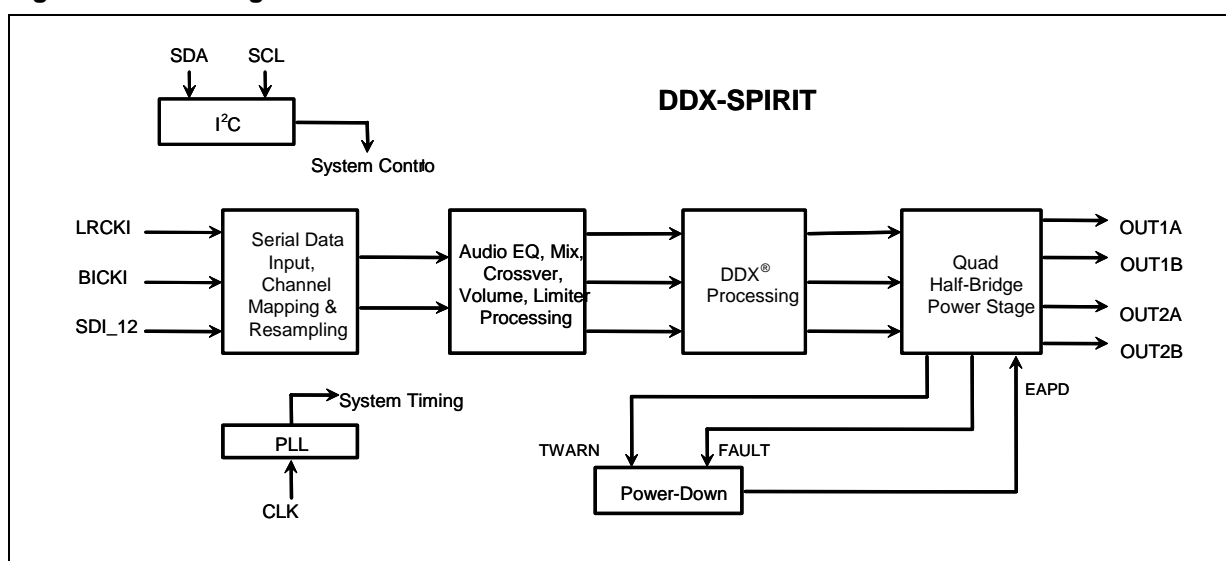 SDA
SCL
DDX-SPIRIT
I²C
System Contro
LRCKI
BICKI
SDI_12
Serial Data
Input,
Channel
Mapping &
Resampling
Audio EQ, Mix,
Crossver,
Volume, Limiter
Processing
DDX®
Processing
Quad
Half-Bridge
Power Stage
OUT1A
OUT1B
OUT2A
OUT2B
EAPD
System Timing
PLL
CLK
TWARN
FAULT
Power-Down